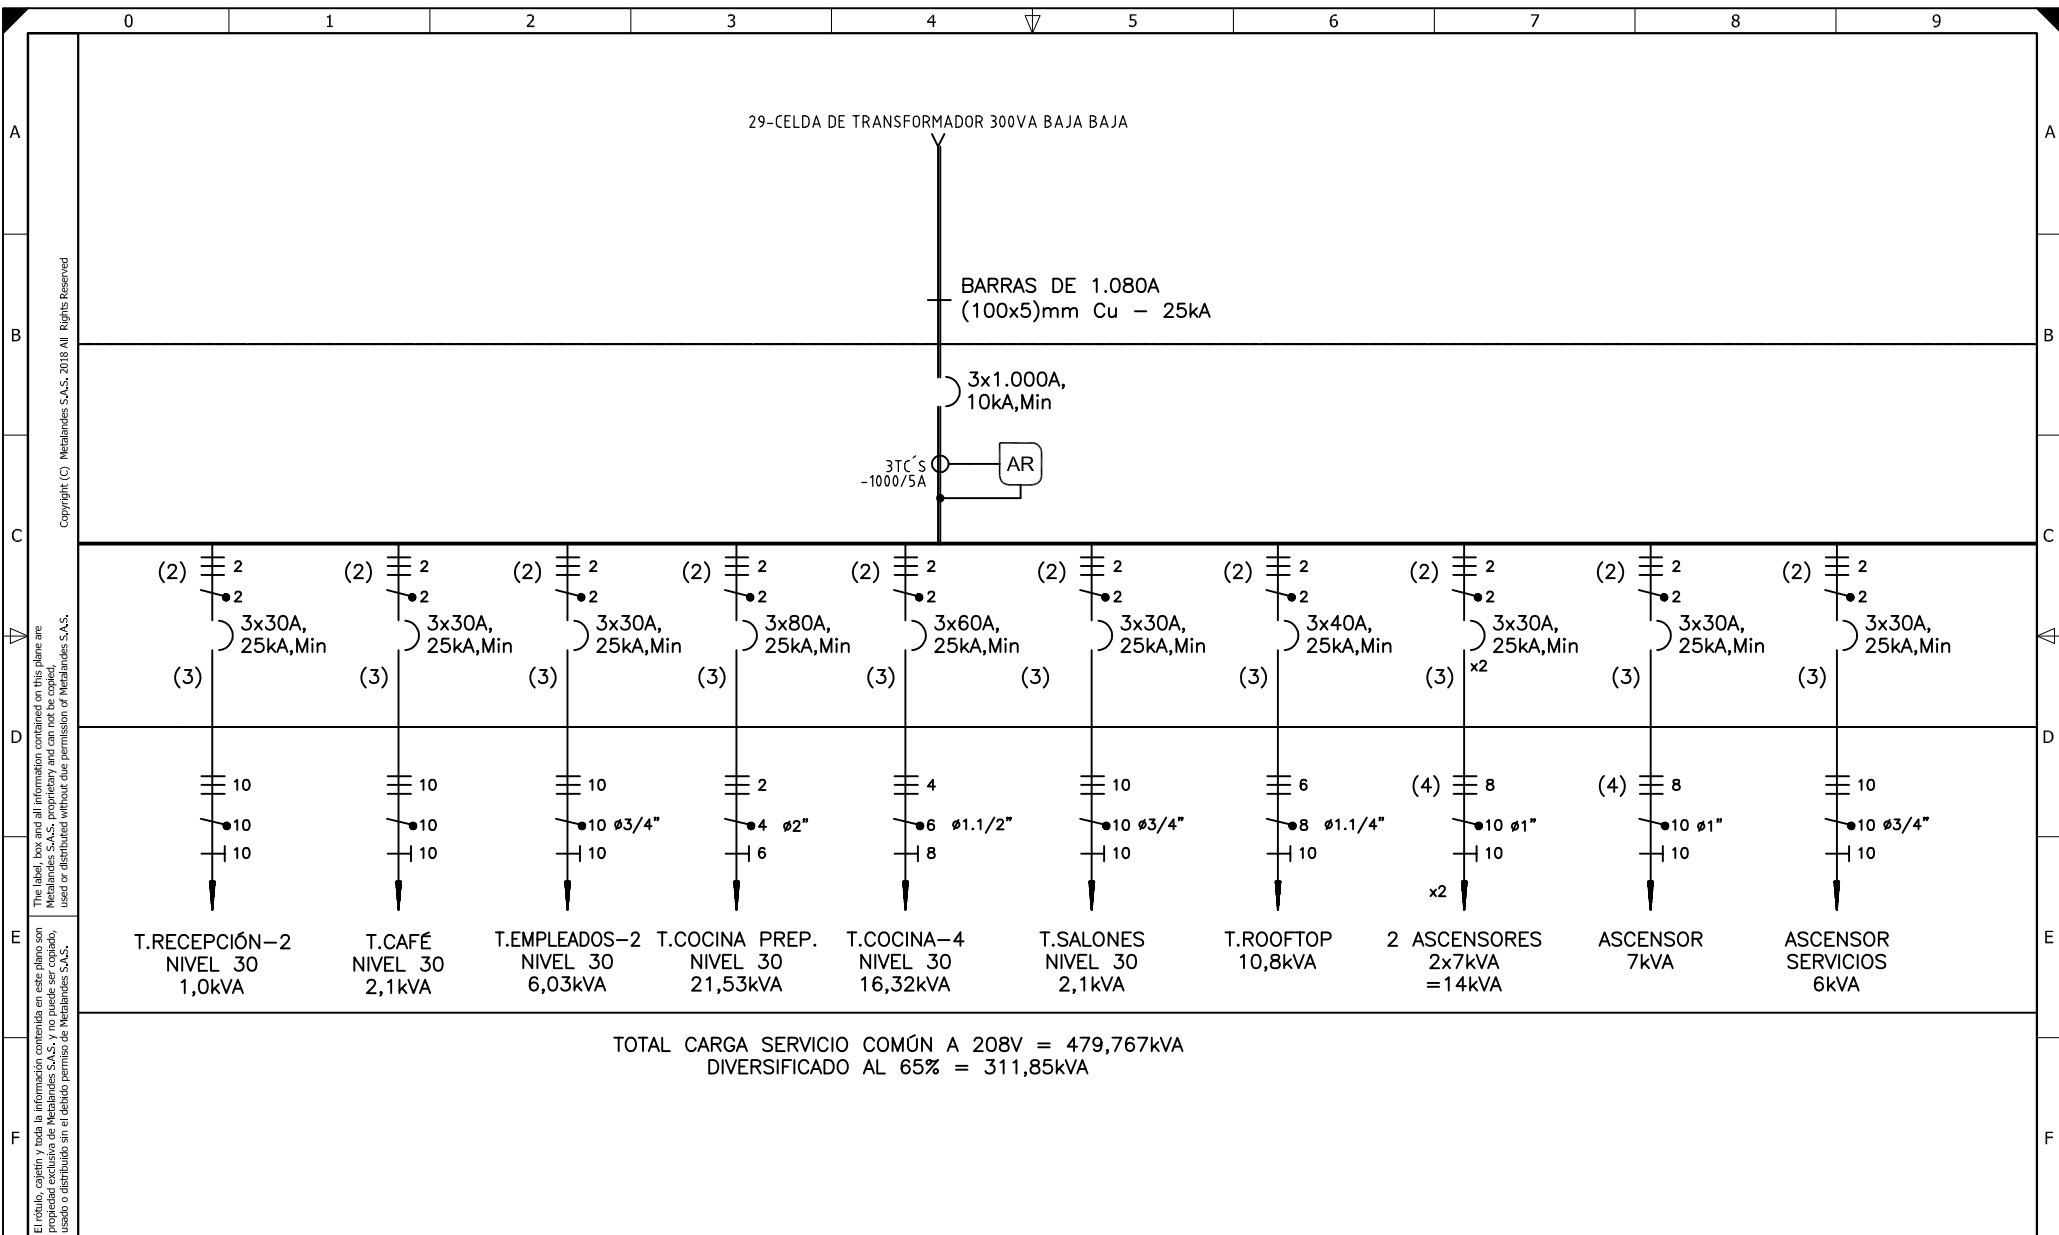 0 1 2 3 4 5 6 7 8 9
A
A
B
B
C
C
D
D
E
E
F
F
Copyright (C) Metalandes S.A.S. 2018 All Rights Reserved
The label, box and all information contained on this plane are
Metalandes S.A.S. proprietary and can not be copied,
used or distributed without due permission of Metalandes S.A.S.
El rótulo, cajetín y toda la información contenida en este plano son
propiedad exclusiva de Metalandes S.A.S. y no puede ser copiado,
usado o distribuido sin el debido permiso de Metalandes S.A.S.
29-CELDA DE TRANSFORMADOR 300VA BAJA BAJA
BARRAS DE 1.080A
(100x5)mm Cu – 25kA
3x1.000A,
10kA,Min
3TC´S
-1000/5A
AR
(2) 2 (2) 2 (2) 2 (2) 2 (2) 2 (2) 2 (2) 2 (2) 2 (2) 2 (2) 2
2 2 2 2 2 2 2 2 2 2
3x30A, 3x30A, 3x30A, 3x80A, 3x60A, 3x30A, 3x40A, 3x30A, 3x30A, 3x30A,
25kA,Min 25kA,Min 25kA,Min 25kA,Min 25kA,Min 25kA,Min 25kA,Min 25kA,Min 25kA,Min 25kA,Min
(3) (3) (3) (3) (3) (3) (3) (3) x2 (3) (3)
10 10 10 2 4 10 6 (4) 8 (4) 8 10
10 10 10 ø3/4" 4 ø2" 6 ø1.1/2" 10 ø3/4" 8 ø1.1/4" 10 ø1" 10 ø1" 10 ø3/4"
10 10 10 6 8 10 10 10 10 10
x2
T.RECEPCIÓN–2
NIVEL 30
1,0kVA
T.CAFÉ
NIVEL 30
2,1kVA
T.EMPLEADOS–2
NIVEL 30
6,03kVA
T.COCINA PREP.
NIVEL 30
21,53kVA
T.COCINA–4
NIVEL 30
16,32kVA
T.SALONES
NIVEL 30
2,1kVA
T.ROOFTOP
10,8kVA
2 ASCENSORES
2x7kVA
=14kVA
ASCENSOR
7kVA
ASCENSOR
SERVICIOS
6kVA
TOTAL CARGA SERVICIO COMÚN A 208V = 479,767kVA
DIVERSIFICADO AL 65% = 311,85kVA